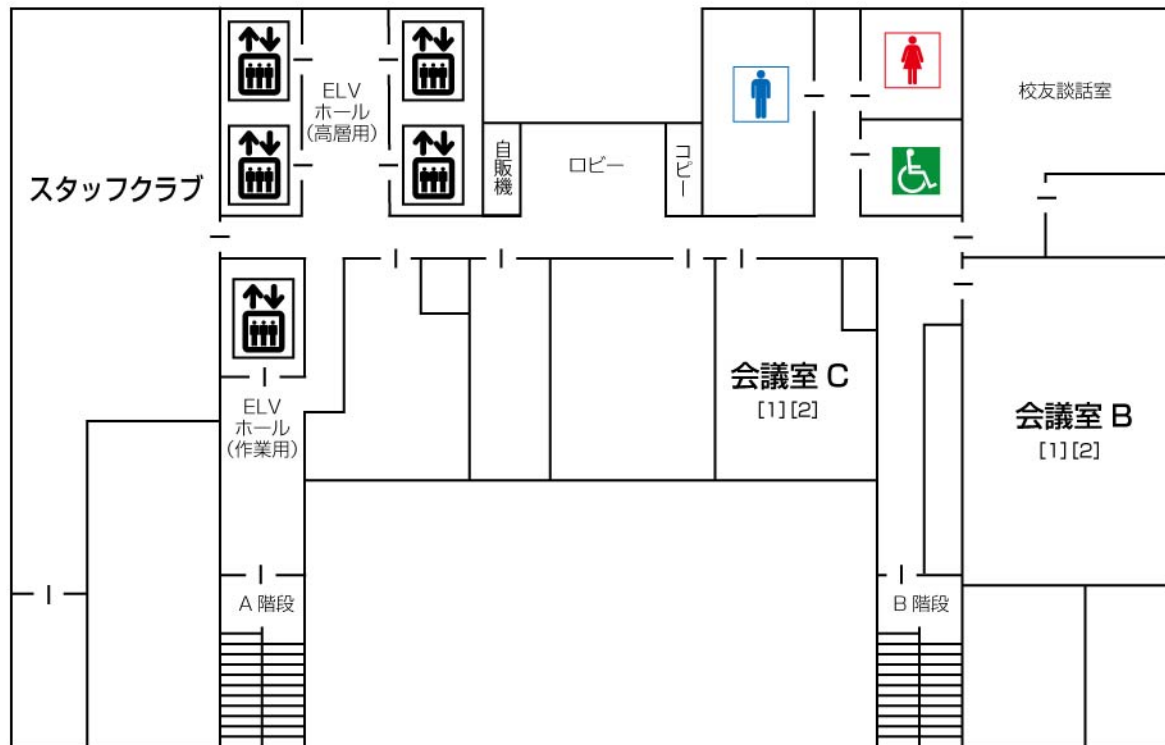 ELV
ホール
(高層用)
自販機
ロビー
コピー
校友談話室
スタッフクラブ
会議室 C
[1][2]
会議室 B
[1][2]
ELV
ホール
(作業用)
A 階段
B 階段